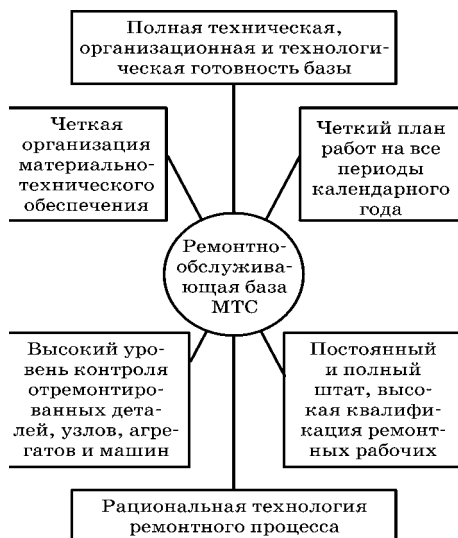 Полная техническая,
организационная и технологи-
ческая готовность базы
Четкая
организация
материально-
технического
обеспечения
Четкий план
работ на все
периоды
календарного
года
Ремонтно-
обслужива-
ющая база
МТС
Высокий уро-
вень контроля
отремонтиро-
ванных дета-
лей, узлов, агре-
гатов и машин
Постоянный
и полный
штат, высо-
кая квалифи-
кация ремонт-
ных рабочих
Рациональная технология
ремонтного процесса